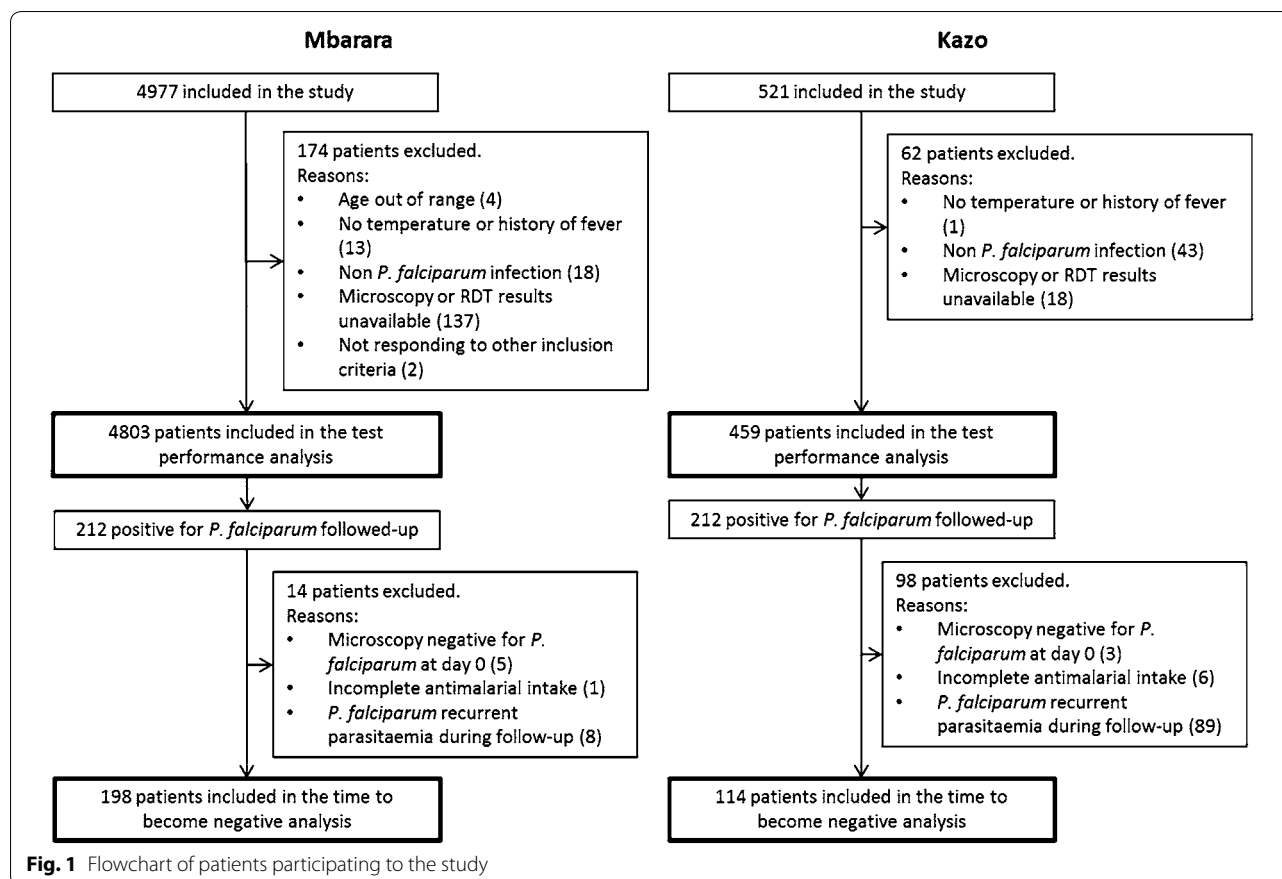 Mbarara
4977 included in the study
174 patients excluded.
Reasons:
• Age out of range (4)
• No temperature or history of fever
(13)
• Non P. falciparum infection (18)
• Microscopy or RDT results
unavailable (137)
• Not responding to other inclusion
criteria (2)
4803 patients included in the test
performance analysis
212 positive for P. falciparum followed-up
14 patients excluded.
Reasons:
• Microscopy negative for P.
falciparum at day 0 (5)
• Incomplete antimalarial intake (1)
• P. falciparum recurrent
parasitaemia during follow-up (8)
198 patients included in the time to
become negative analysis
Kazo
521 included in the study
62 patients excluded.
Reasons:
• No temperature or history of fever
(1)
• Non P. falciparum infection (43)
• Microscopy or RDT results
unavailable (18)
459 patients included in the test
performance analysis
212 positive for P. falciparum followed-up
98 patients excluded.
Reasons:
• Microscopy negative for P.
falciparum at day 0 (3)
• Incomplete antimalarial intake (6)
• P. falciparum recurrent
parasitaemia during follow-up (89)
114 patients included in the time to
become negative analysis
Fig. 1 Flowchart of patients participating to the study